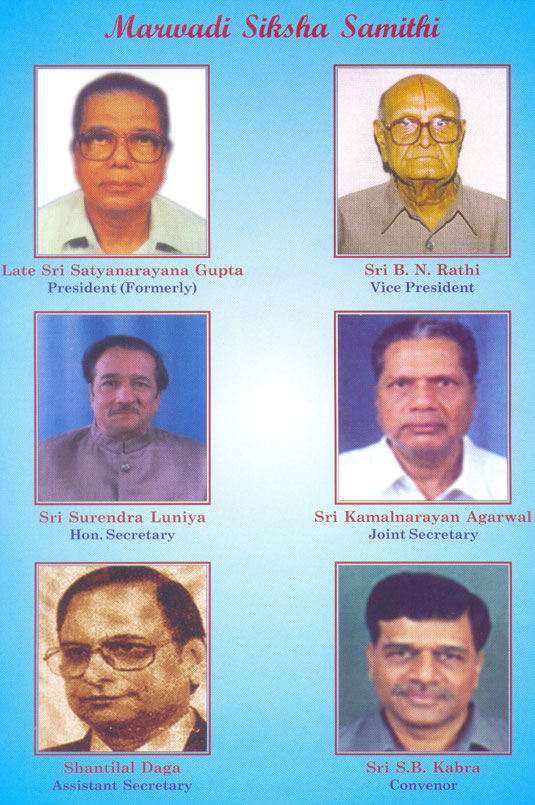 Marwadi Siksha Samithi
Late Sri Satyanarayana Gupta
President (Formerly)
Sri B. N. Rathi
Vice President
Sri Surendra Luniya
Hon. Secretary
Sri Kamalnarayan Agarwal
Joint Secretary
Shantilal Daga
Assistant Secretary
Sri S.B. Kabra
Convenor